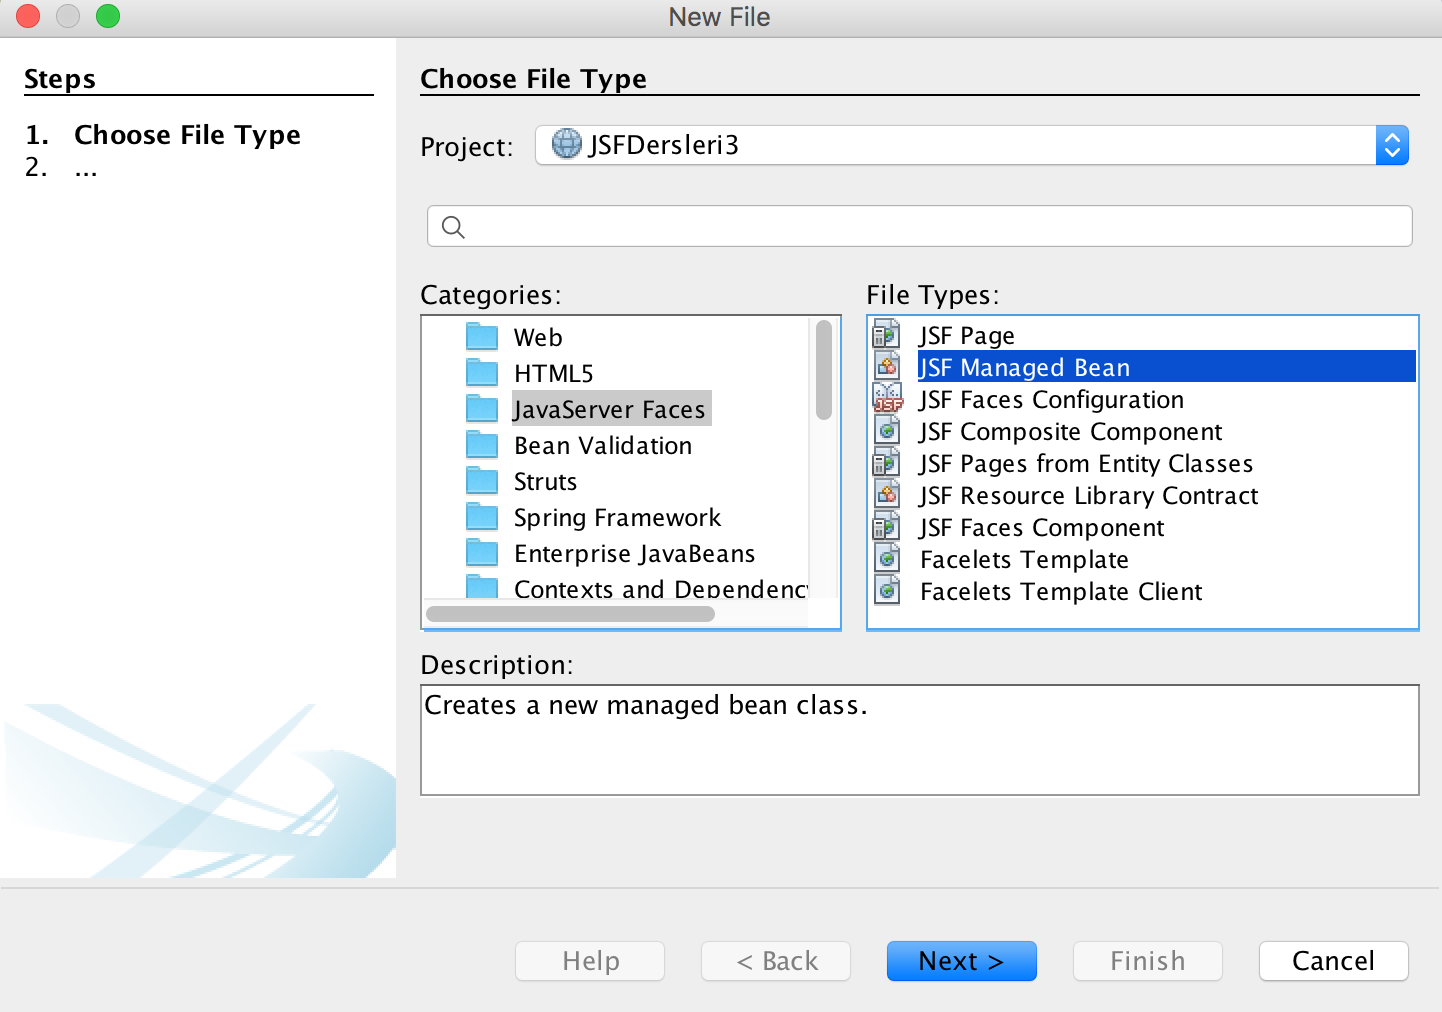 New File
Steps
1. Choose File Type
2. ...
Choose File Type
Project: JSFDersleri3
Categories:
Web
HTML5
JavaServer Faces
Bean Validation
Struts
Spring Framework
Enterprise JavaBeans
Contexts and Dependency
File Types:
JSF Page
JSF Managed Bean
JSF Faces Configuration
JSF Composite Component
JSF Pages from Entity Classes
JSF Resource Library Contract
JSF Faces Component
Facelets Template
Facelets Template Client
Description:
Creates a new managed bean class.
Help < Back Next > Finish Cancel